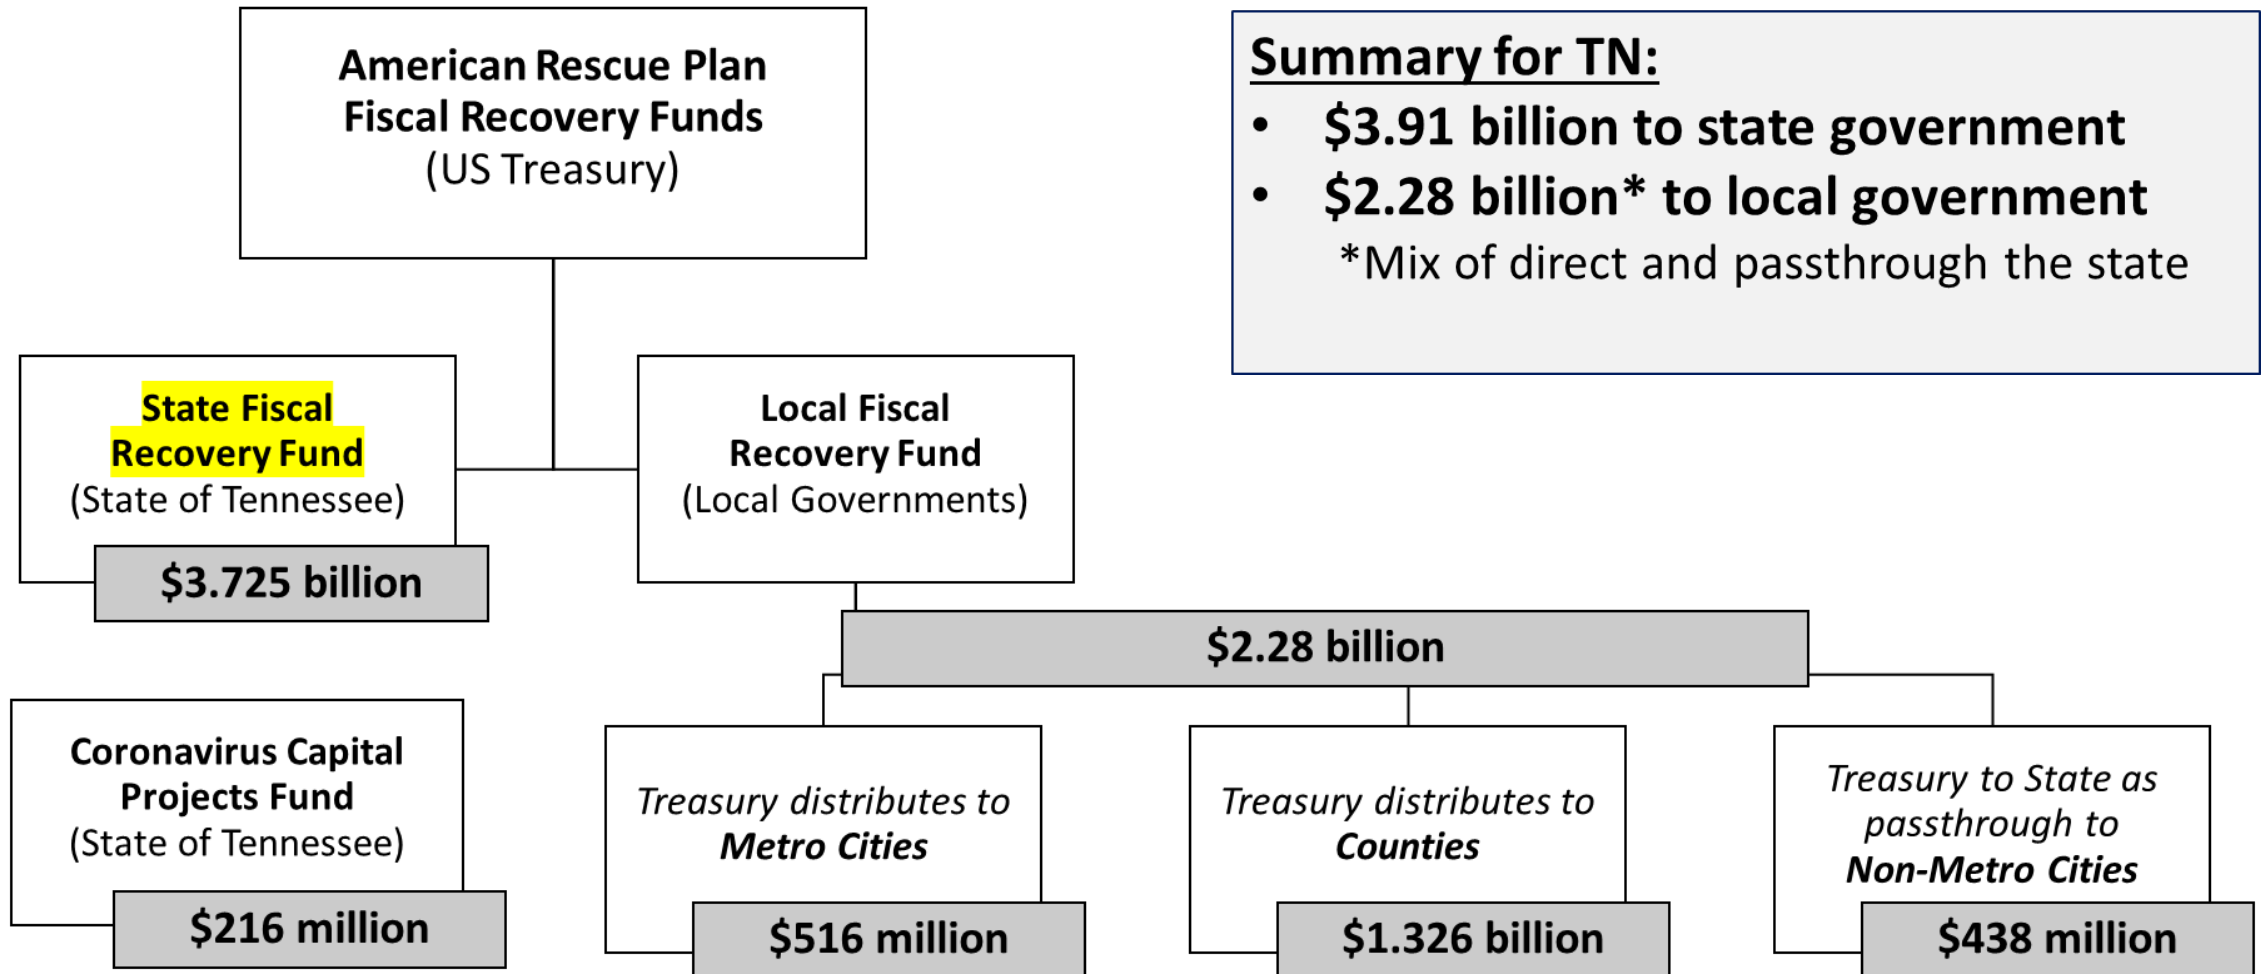 American Rescue Plan
Fiscal Recovery Funds
(US Treasury)
Summary for TN:
• $3.91 billion to state government
• $2.28 billion* to local government
*Mix of direct and passthrough the state
State Fiscal
Recovery Fund
(State of Tennessee)
$3.725 billion
Local Fiscal
Recovery Fund
(Local Governments)
$2.28 billion
Coronavirus Capital
Projects Fund
(State of Tennessee)
$216 million
Treasury distributes to
Metro Cities
$516 million
Treasury distributes to
Counties
$1.326 billion
Treasury to State as
passthrough to
Non-Metro Cities
$438 million